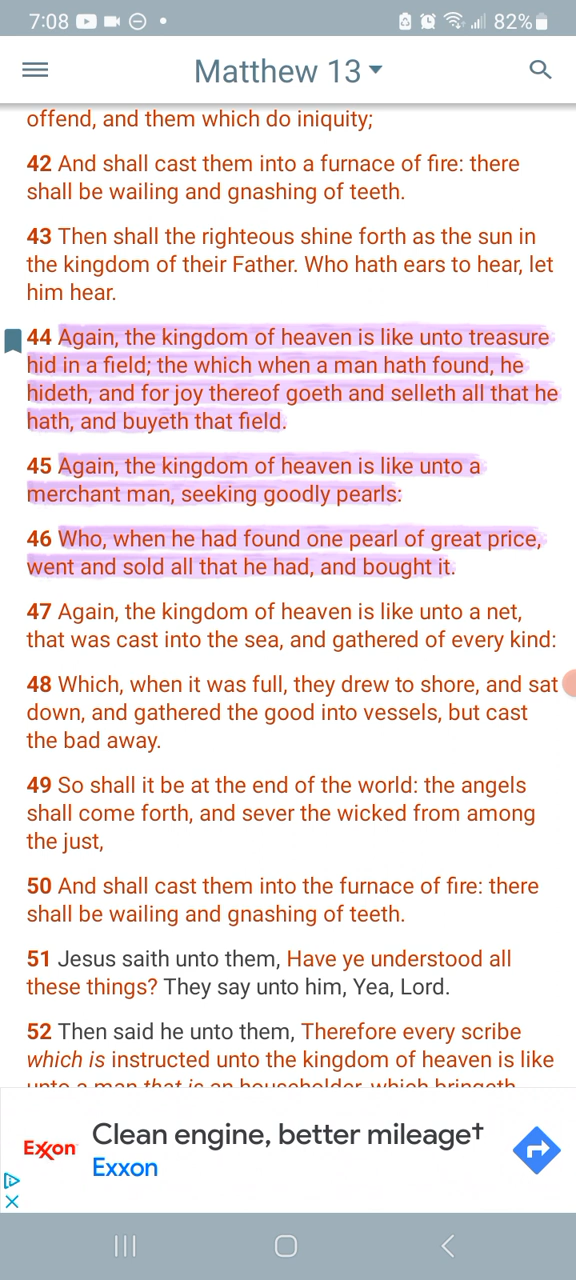 7:08
82%
Matthew 13
offend, and them which do iniquity;
42 And shall cast them into a furnace of fire: there
shall be wailing and gnashing of teeth.
43 Then shall the righteous shine forth as the sun in
the kingdom of their Father. Who hath ears to hear, let
him hear.
44 Again, the kingdom of heaven is like unto treasure
hid in a field; the which when a man hath found, he
hideth, and for joy thereof goeth and selleth all that he
hath, and buyeth that field.
45 Again, the kingdom of heaven is like unto a
merchant man, seeking goodly pearls:
46 Who, when he had found one pearl of great price,
went and sold all that he had, and bought it.
47 Again, the kingdom of heaven is like unto a net,
that was cast into the sea, and gathered of every kind:
48 Which, when it was full, they drew to shore, and sat
down, and gathered the good into vessels, but cast
the bad away.
49 So shall it be at the end of the world: the angels
shall come forth, and sever the wicked from among
the just,
50 And shall cast them into the furnace of fire: there
shall be wailing and gnashing of teeth.
51 Jesus saith unto them, Have ye understood all
these things? They say unto him, Yea, Lord.
52 Then said he unto them, Therefore every scribe
which is instructed unto the kingdom of heaven is like
unto a man that is an householder, which bringeth
Exxon
Clean engine, better mileage†
Exxon